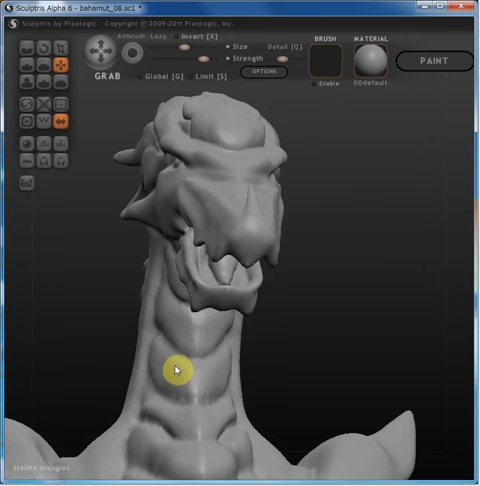 Sculptris Alpha 6 - bahamut_08.sc1 *
Sculptris by Pixologic Copyright © 2009-2011 Pixologic, Inc.
Airbrush Lazy Invert [X]
Size Detail [Q]
Strength
GRAB
Global [G] Limit [S]
OPTIONS
BRUSH
Enable
MATERIAL
00default
PAINT
GoZ
314094 triangles